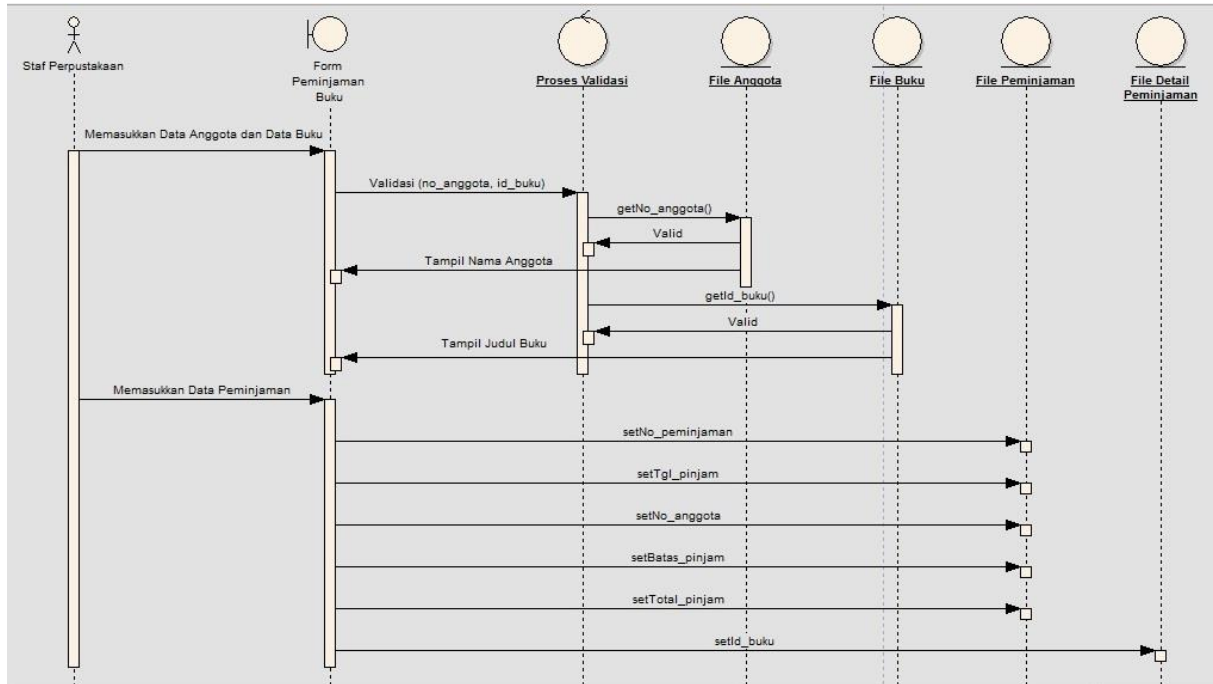 Staf Perpustakaan
Form
Peminjaman
Buku
Proses Validasi
File Anggota
File Buku
File Peminjaman
File Detail
Peminjaman
Memasukkan Data Anggota dan Data Buku
Validasi (no_anggota, id_buku)
getNo_anggota()
Valid
Tampil Nama Anggota
getId_buku()
Valid
Tampil Judul Buku
Memasukkan Data Peminjaman
setNo_peminjaman
setTgl_pinjam
setNo_anggota
setBatas_pinjam
setTotal_pinjam
setId_buku